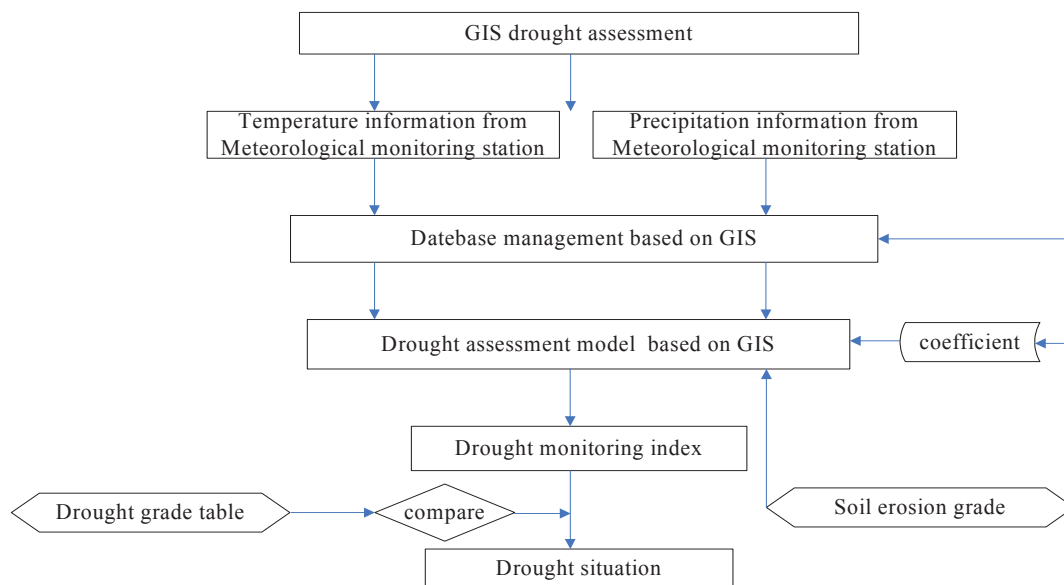 GIS drought assessment
Temperature information from
Meteorological monitoring station
Precipitation information from
Meteorological monitoring station
Datebase management based on GIS
Drought assessment model based on GIS
coefficient
Drought monitoring index
Drought grade table
compare
Soil erosion grade
Drought situation